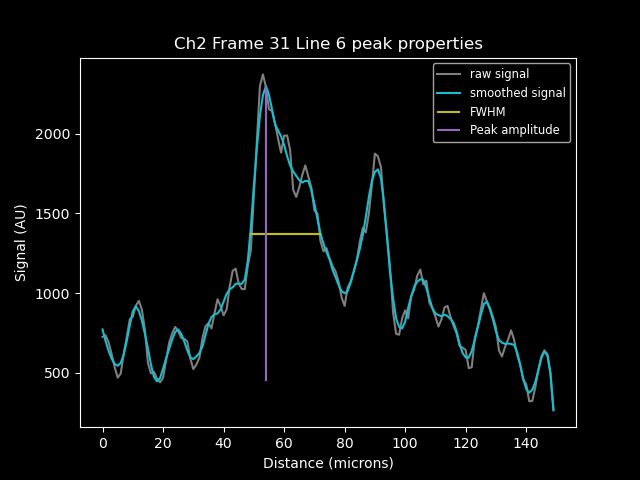 Ch2 Frame 31 Line 6 peak properties
raw signal
smoothed signal
FWHM
Peak amplitude
2000
1500
1000
500
Signal (AU)
0 20 40 60 80 100 120 140
Distance (microns)